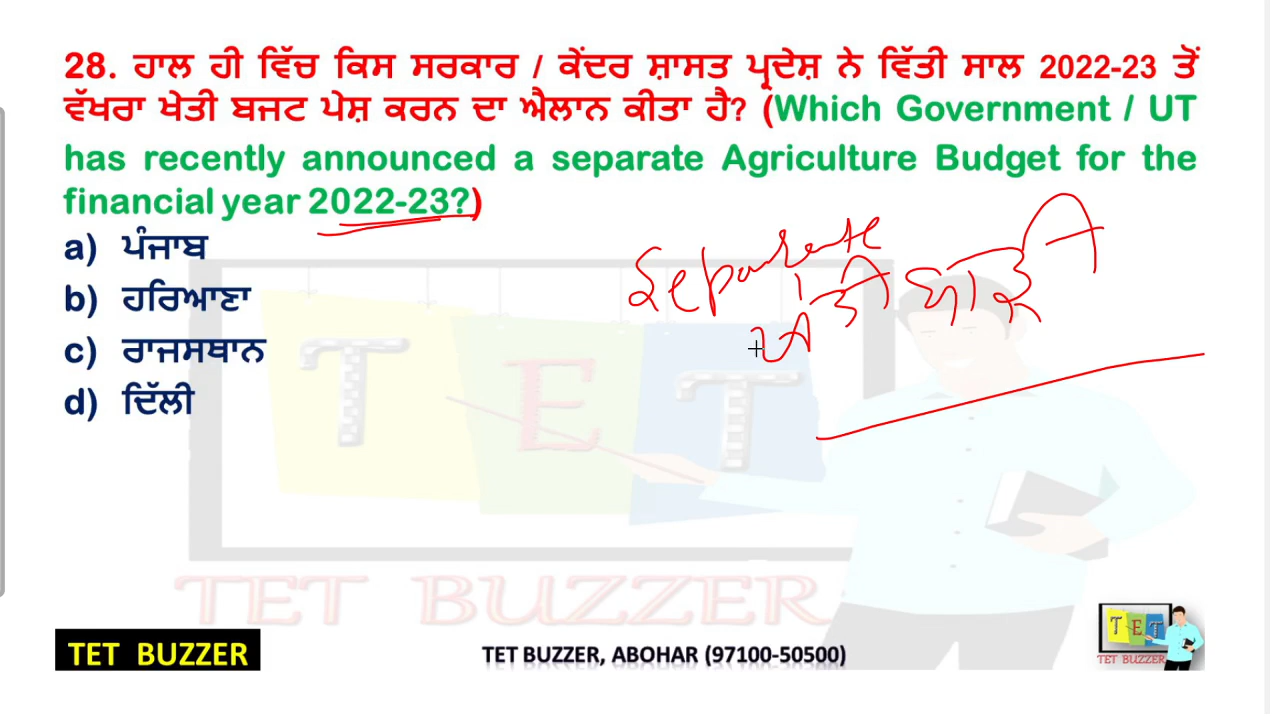 28. ਹਾਲ ਹੀ ਵਿੱਚ ਕਿਸ ਸਰਕਾਰ / ਕੇਂਦਰ ਸ਼ਾਸਤ ਪ੍ਰਦੇਸ਼ ਨੇ ਵਿੱਤੀ ਸਾਲ 2022-23 ਤੋਂ
ਵੱਖਰਾ ਖੇਤੀ ਬਜਟ ਪੇਸ਼ ਕਰਨ ਦਾ ਐਲਾਨ ਕੀਤਾ ਹੈ? (Which Government / UT
has recently announced a separate Agriculture Budget for the
financial year 2022-23?)
a) ਪੰਜਾਬ
b) ਹਰਿਆਣਾ
c) ਰਾਜਸਥਾਨ
d) ਦਿੱਲੀ
Separate
TET
TET BUZZER
TET BUZZER
TET BUZZER, ABOHAR (97100-50500)
TET
TET BUZZER